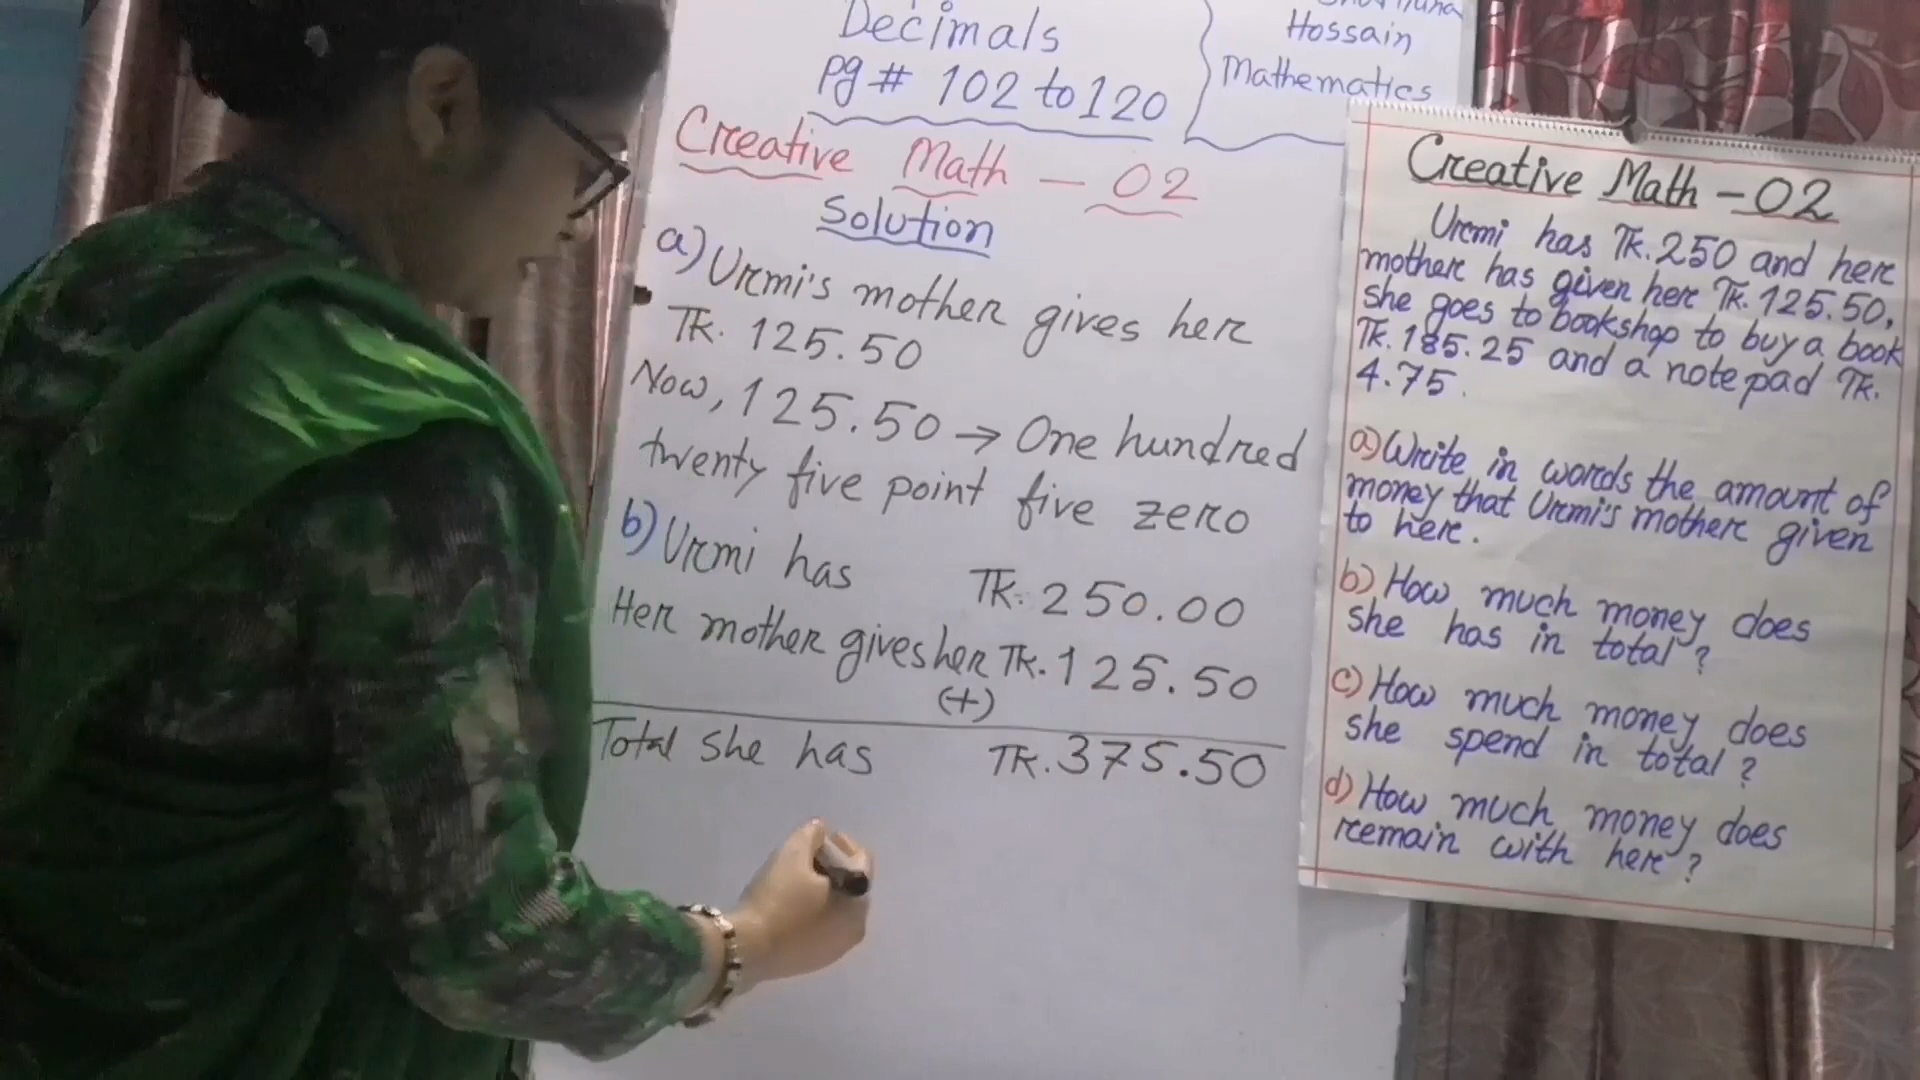 Decimals
pg # 102 to 120
Hossain
Mathematics
Creative Math - 02
Solution
a) Urmi's mother gives her
Tk. 125.50
Now, 125.50 → One hundred
twenty five point five zero
b) Urmi has Tk. 250.00
Her mother gives her Tk. 125.50
(+)
Total she has Tk. 375.50
Creative Math - 02
Urmi has Tk. 250 and her
mother has given her Tk. 125.50,
she goes to bookshop to buy a book
Tk. 185.25 and a note pad Tk.
4.75.
a) Write in words the amount of
money that Urmi's mother given
to her.
b) How much money does
she has in total?
c) How much money does
she spend in total?
d) How much money does
remain with her?